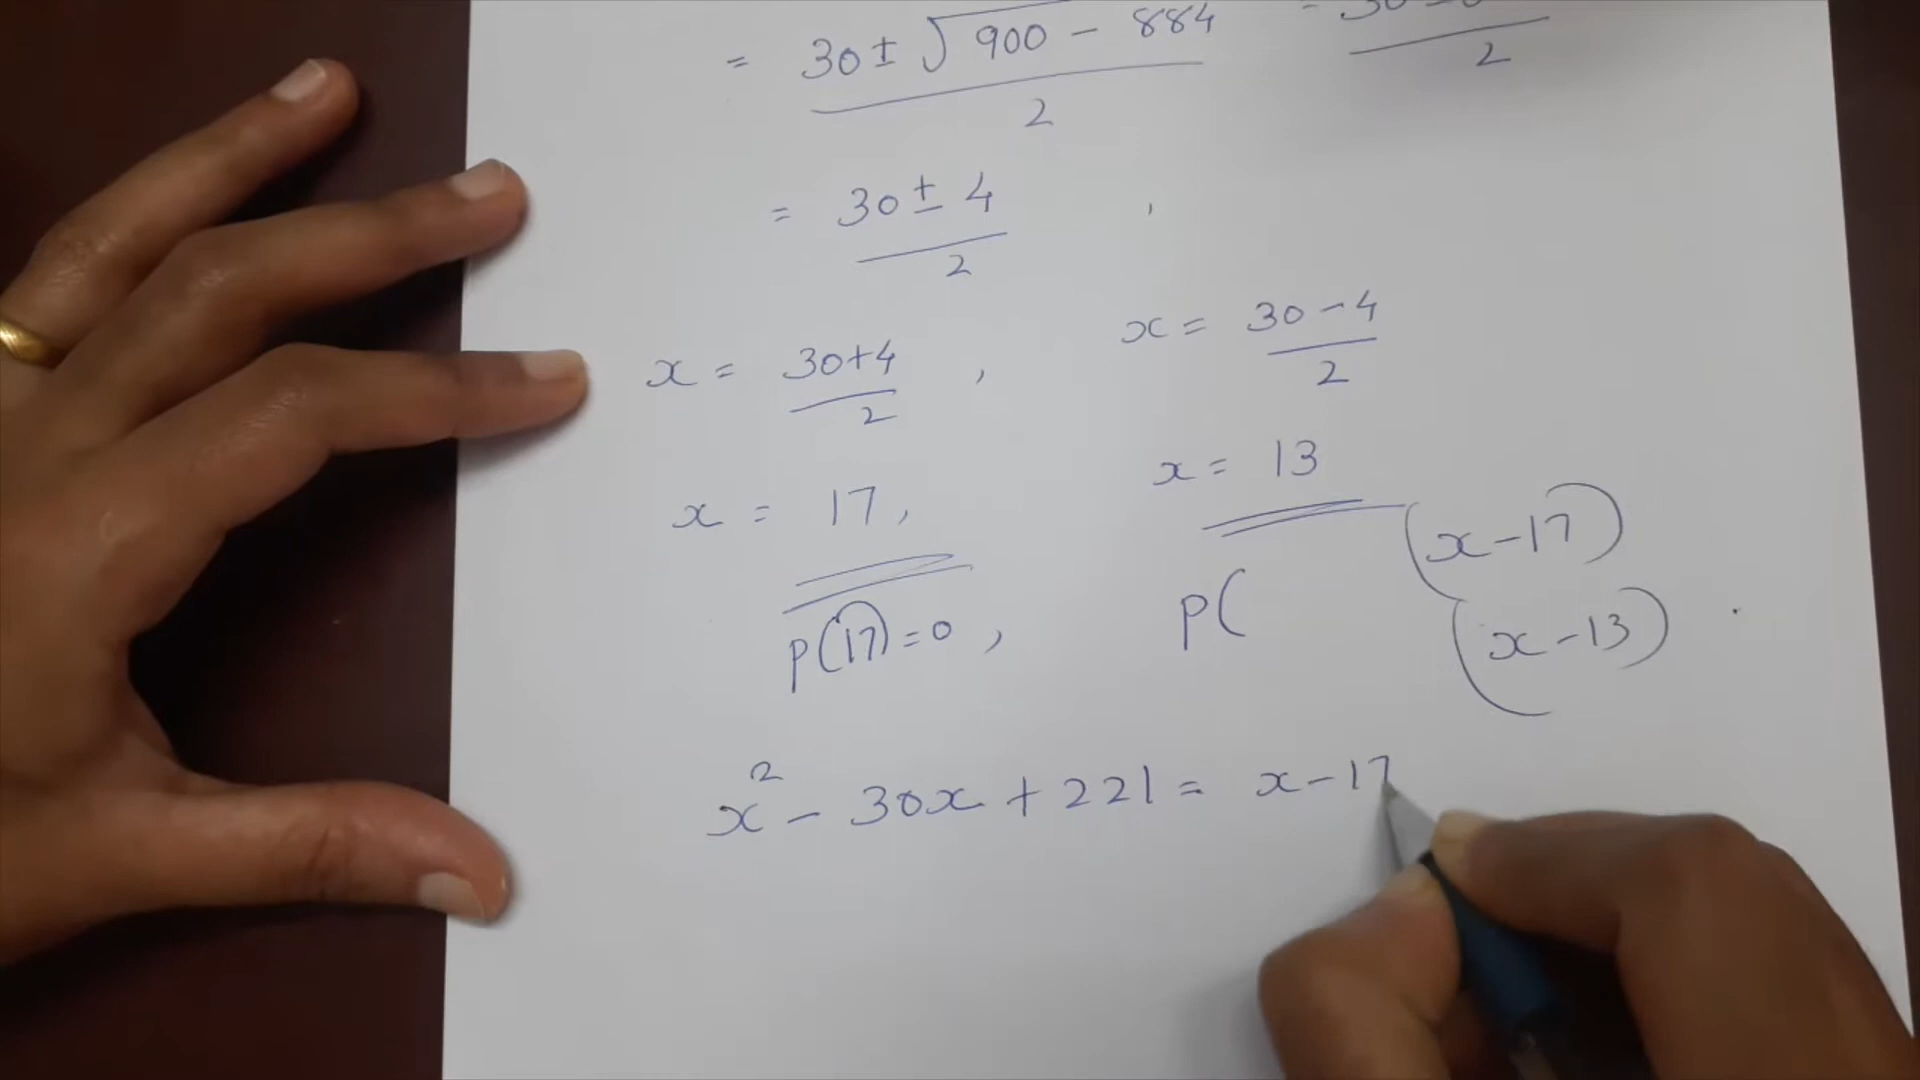 = 30 ± √900 - 884 =
2 2
= 30 ± 4
2
x = 30+4 , x = 30-4
2 2
x = 17, x = 13
p(17)=0, p( (x-17)
(x-13)
x² - 30x + 221 = x-17